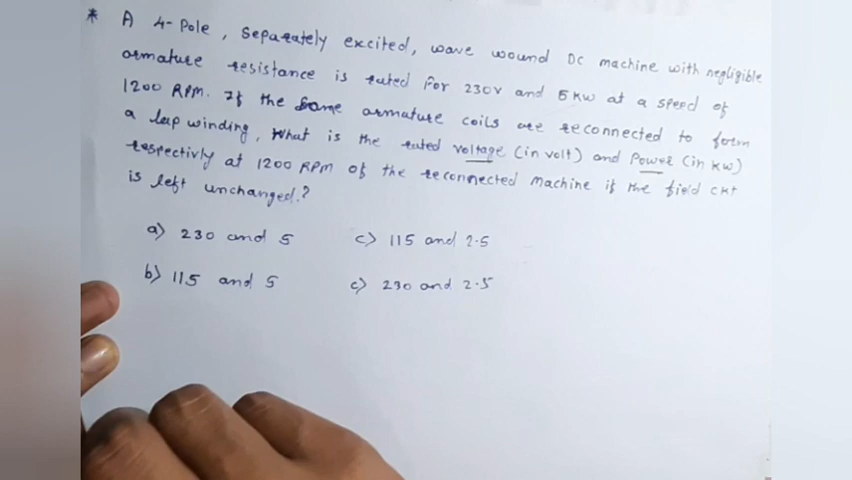 * A 4-Pole, Separately excited, wave wound DC machine with negligible
armature resistance is rated For 230V and 5KW at a speed of
1200 RPM. If the Same armature coils are reconnected to form
a lap winding, What is the rated voltage (in volt) and Power (in kW)
respectivly at 1200 RPM of the reconnected machine if the field ckt
is left unchanged.?
a) 230 and 5 c) 115 and 2.5
b) 115 and 5 c) 230 and 2.5